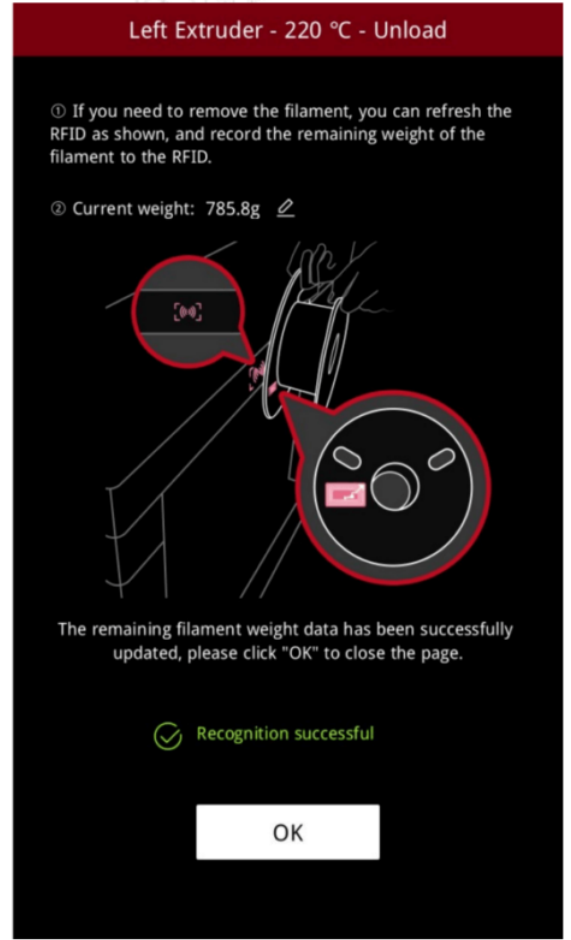 Left Extruder - 220 ℃ - Unload
① If you need to remove the filament, you can refresh the
RFID as shown, and record the remaining weight of the
filament to the RFID.
② Current weight: 785.8g
The remaining filament weight data has been successfully
updated, please click "OK" to close the page.
Recognition successful
OK